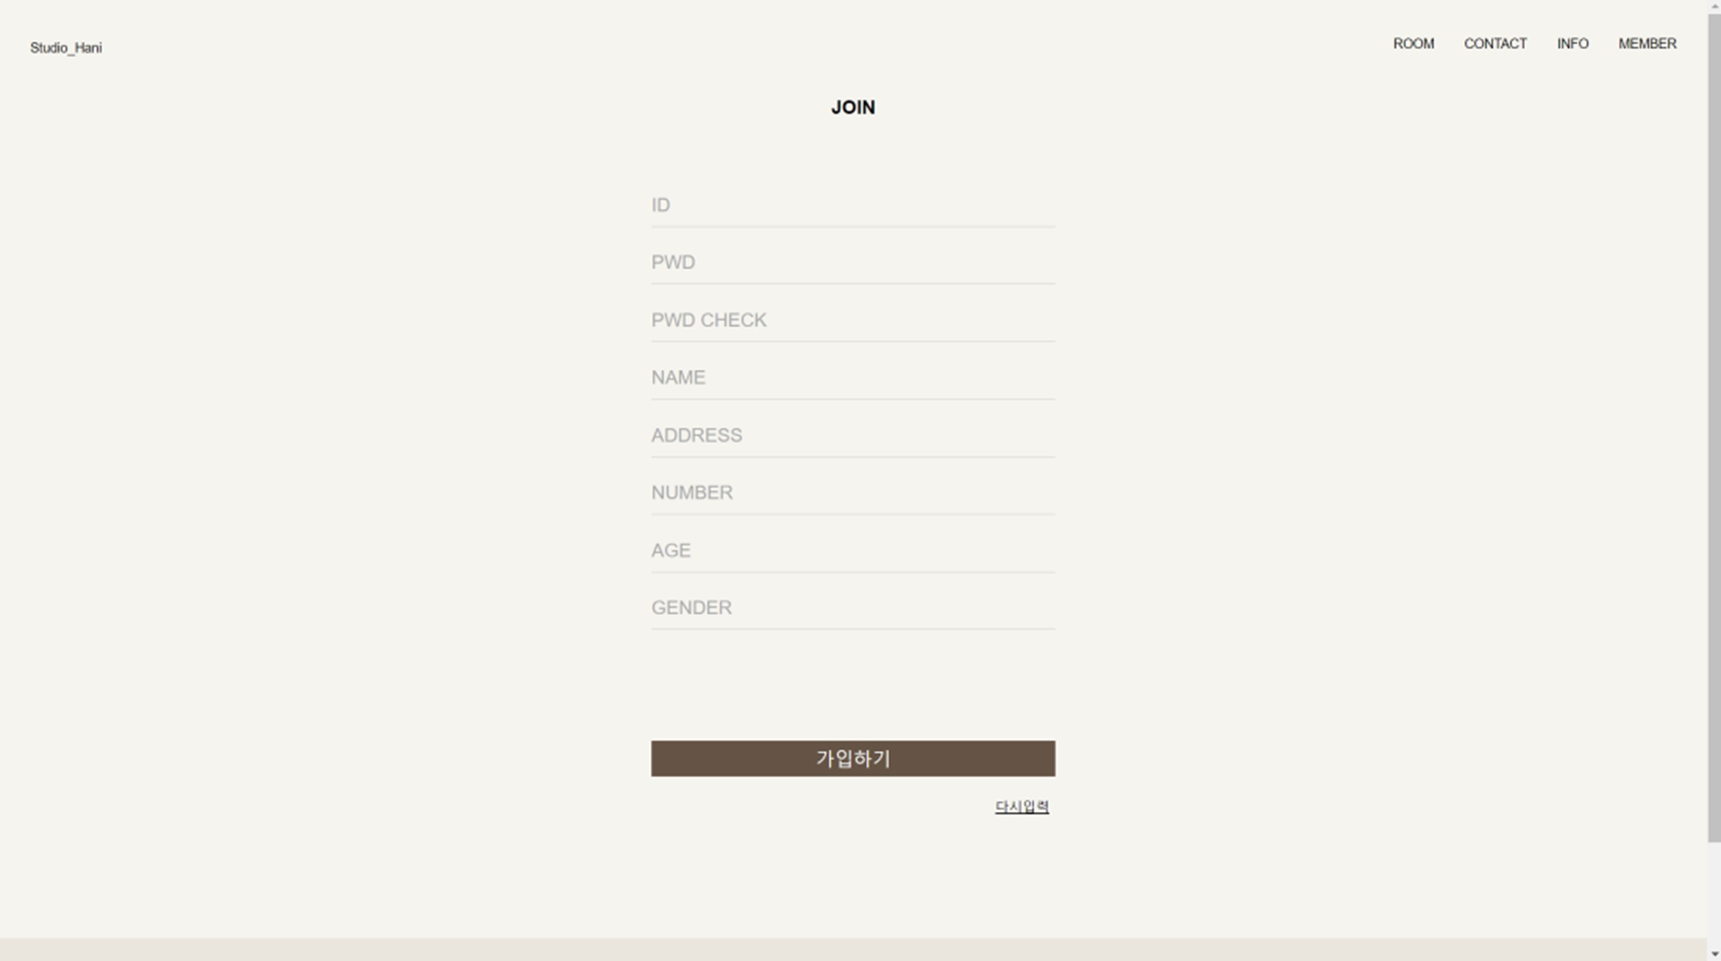 Studio_Hani
ROOM CONTACT INFO MEMBER
JOIN
ID
PWD
PWD CHECK
NAME
ADDRESS
NUMBER
AGE
GENDER
가입하기
다시입력